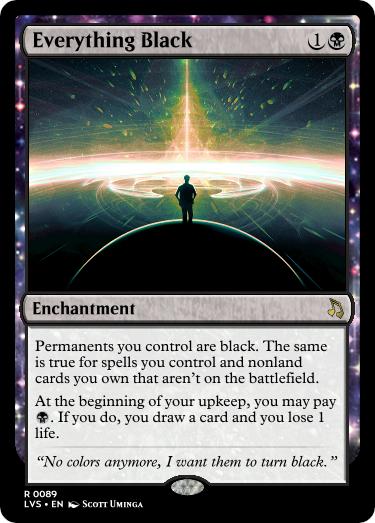 Everything Black 1
Enchantment
Permanents you control are black. The same
is true for spells you control and nonland
cards you own that aren't on the battlefield.
At the beginning of your upkeep, you may pay
. If you do, you draw a card and you lose 1
life.
"No colors anymore, I want them to turn black."
R 0089
LVS • EN Scott Uminga